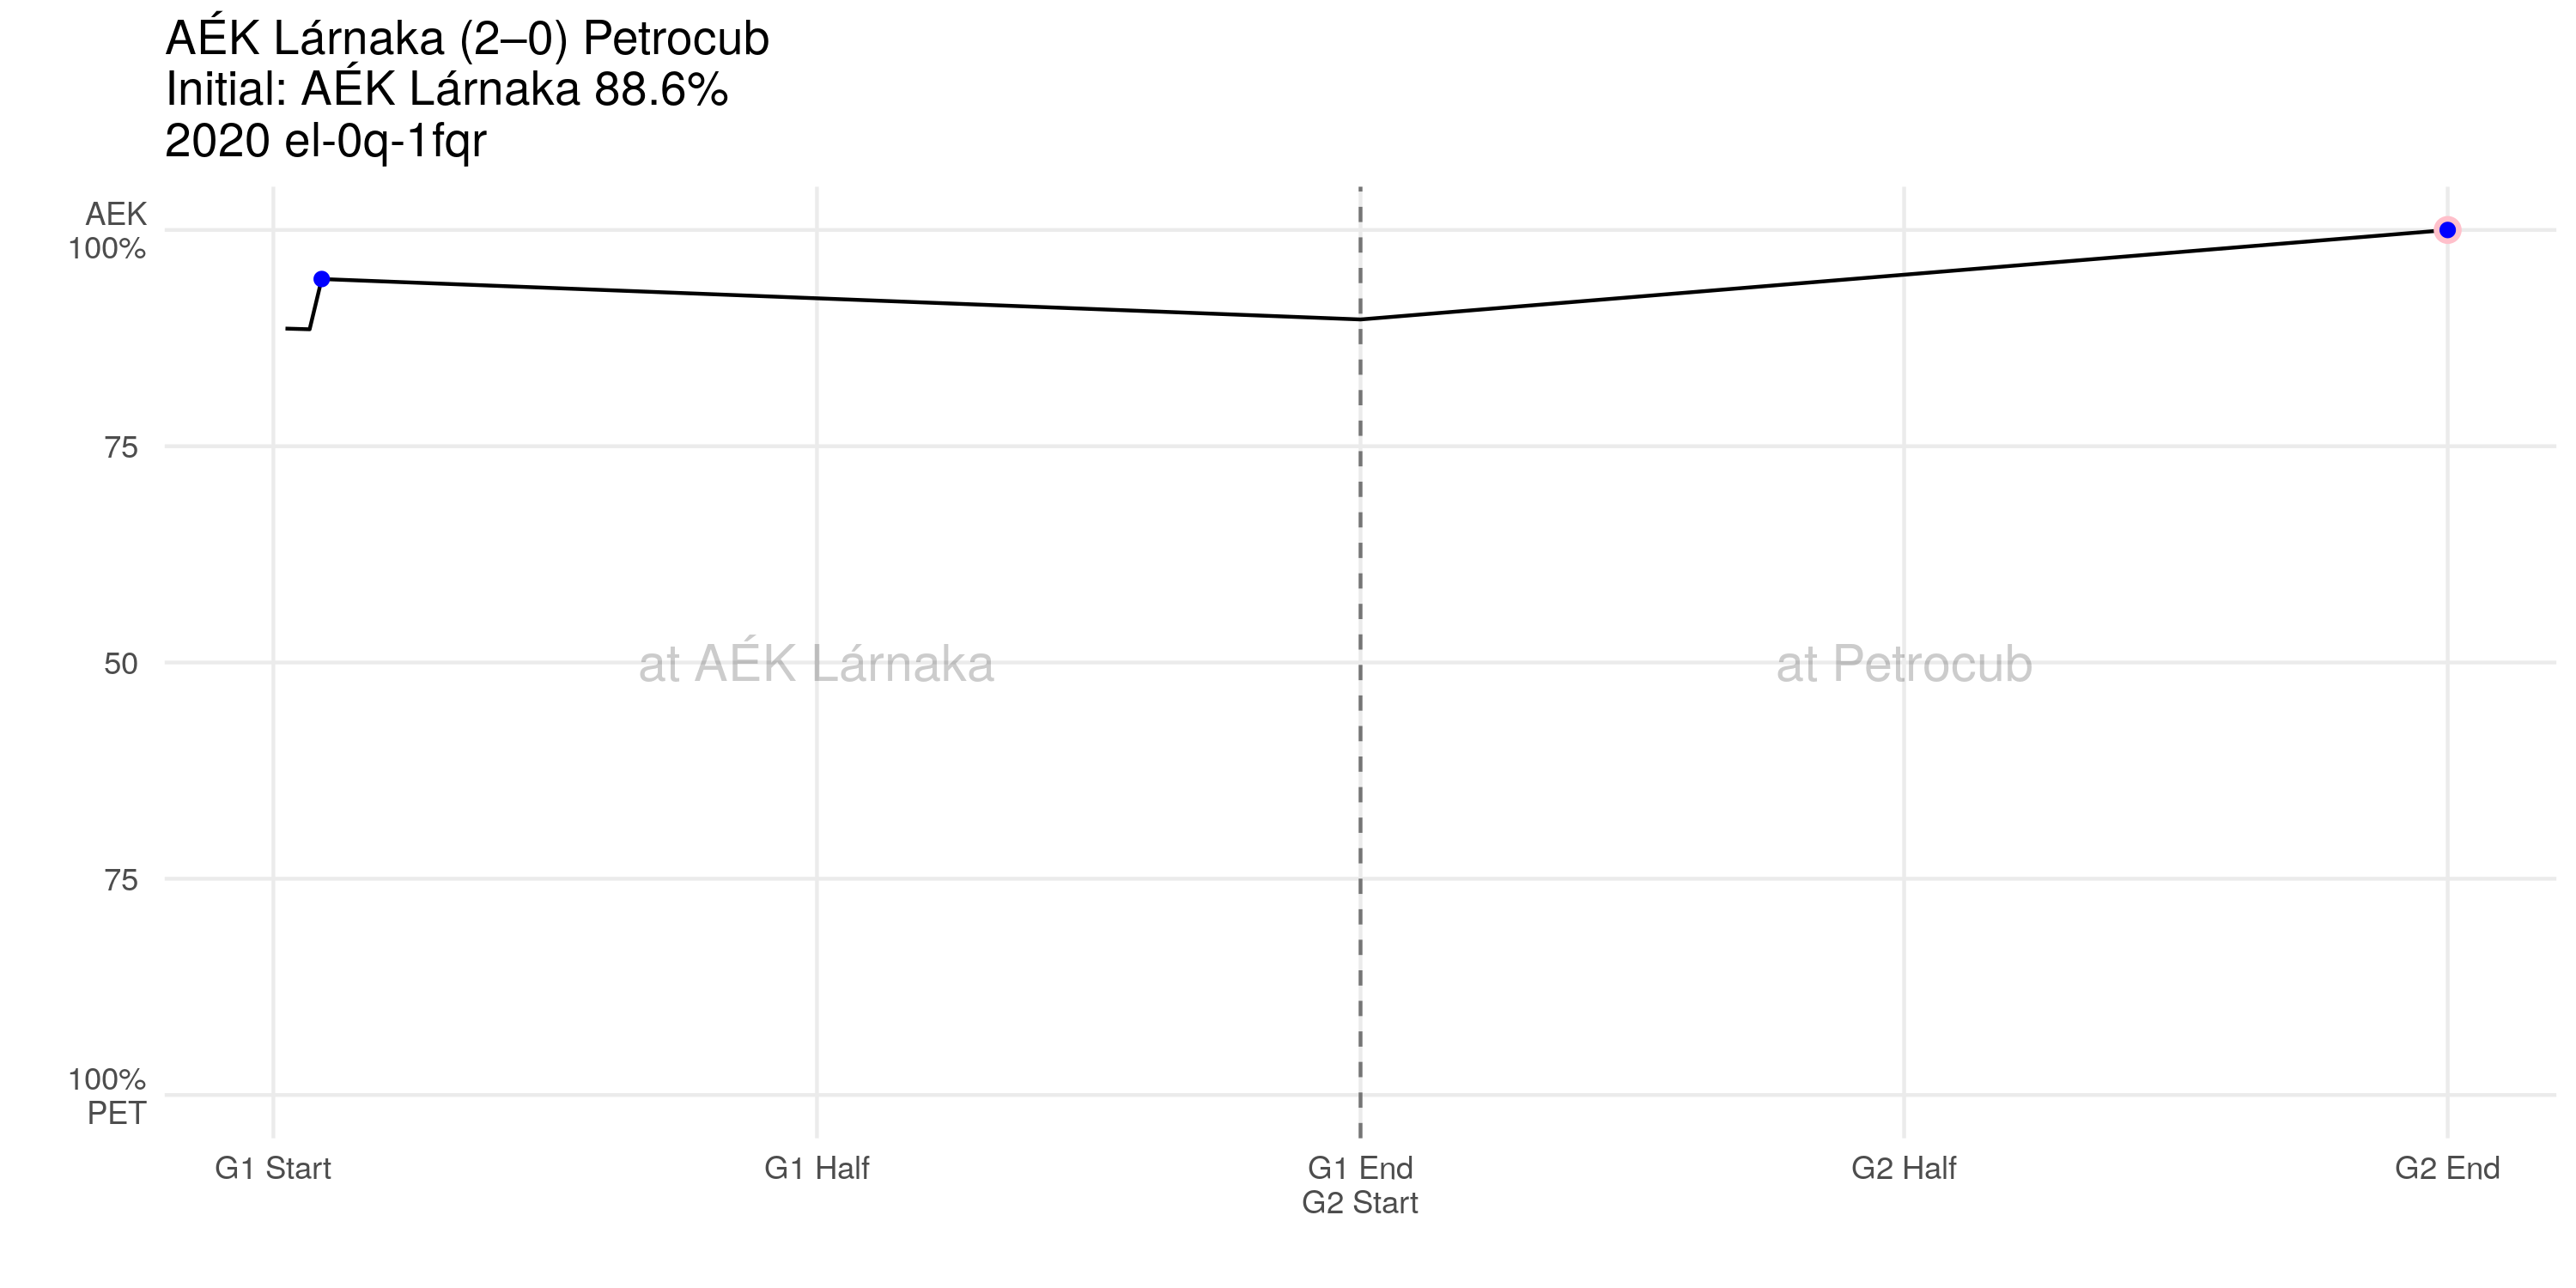 AÉK Lárnaka (2–0) Petrocub
Initial: AÉK Lárnaka 88.6%
2020 el-0q-1fqr
AEK
100%
75
50
75
100%
PET
at AÉK Lárnaka
at Petrocub
G1 Start
G1 Half
G1 End
G2 Start
G2 Half
G2 End